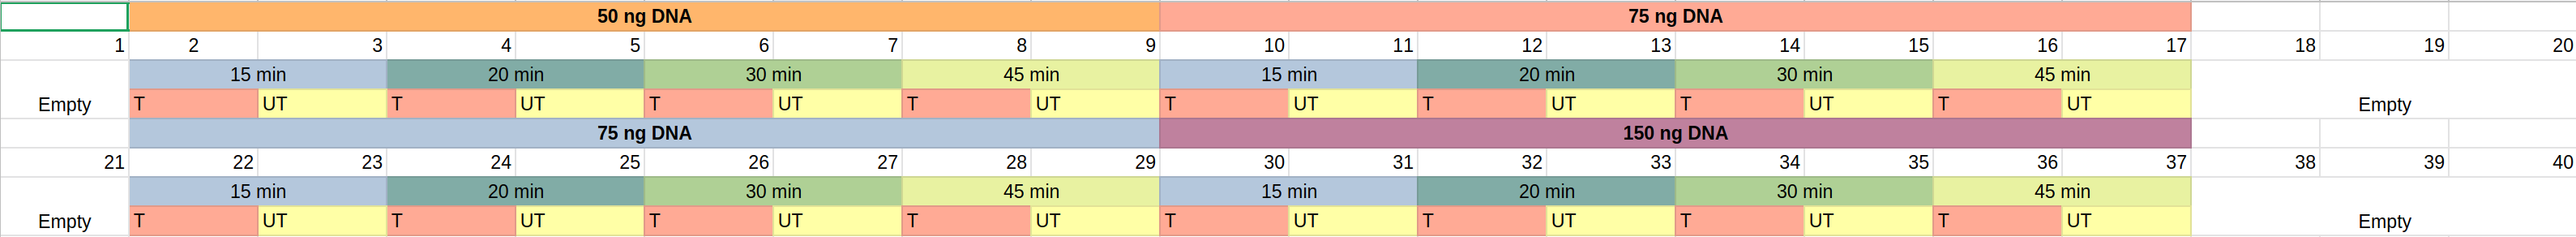 50 ng DNA 75 ng DNA
1 2 3 4 5 6 7 8 9 10 11 12 13 14 15 16 17 18 19 20
15 min 20 min 30 min 45 min 15 min 20 min 30 min 45 min
Empty T UT T UT T UT T UT T UT T UT T UT T UT Empty
75 ng DNA 150 ng DNA
21 22 23 24 25 26 27 28 29 30 31 32 33 34 35 36 37 38 39 40
15 min 20 min 30 min 45 min 15 min 20 min 30 min 45 min
Empty T UT T UT T UT T UT T UT T UT T UT T UT Empty